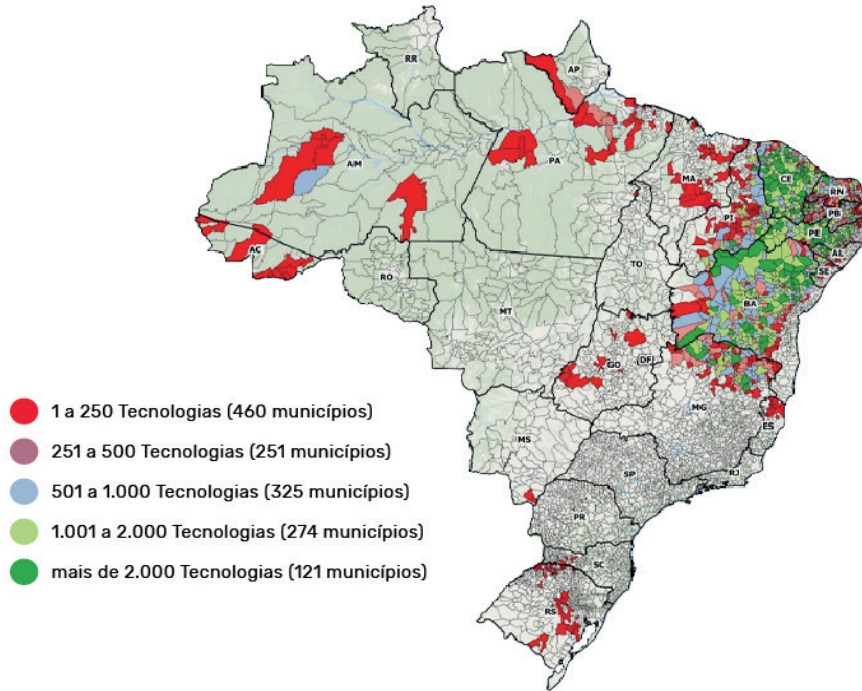 RR
AP
AM
PA
MA
CE
RN
PB
PI
PE
AL
SE
AC
TO
RO
BA
MT
GO
DF
MG
ES
MS
SP
RJ
PR
SC
RS
1 a 250 Tecnologias (460 municípios)
251 a 500 Tecnologias (251 municípios)
501 a 1.000 Tecnologias (325 municípios)
1.001 a 2.000 Tecnologias (274 municípios)
mais de 2.000 Tecnologias (121 municípios)